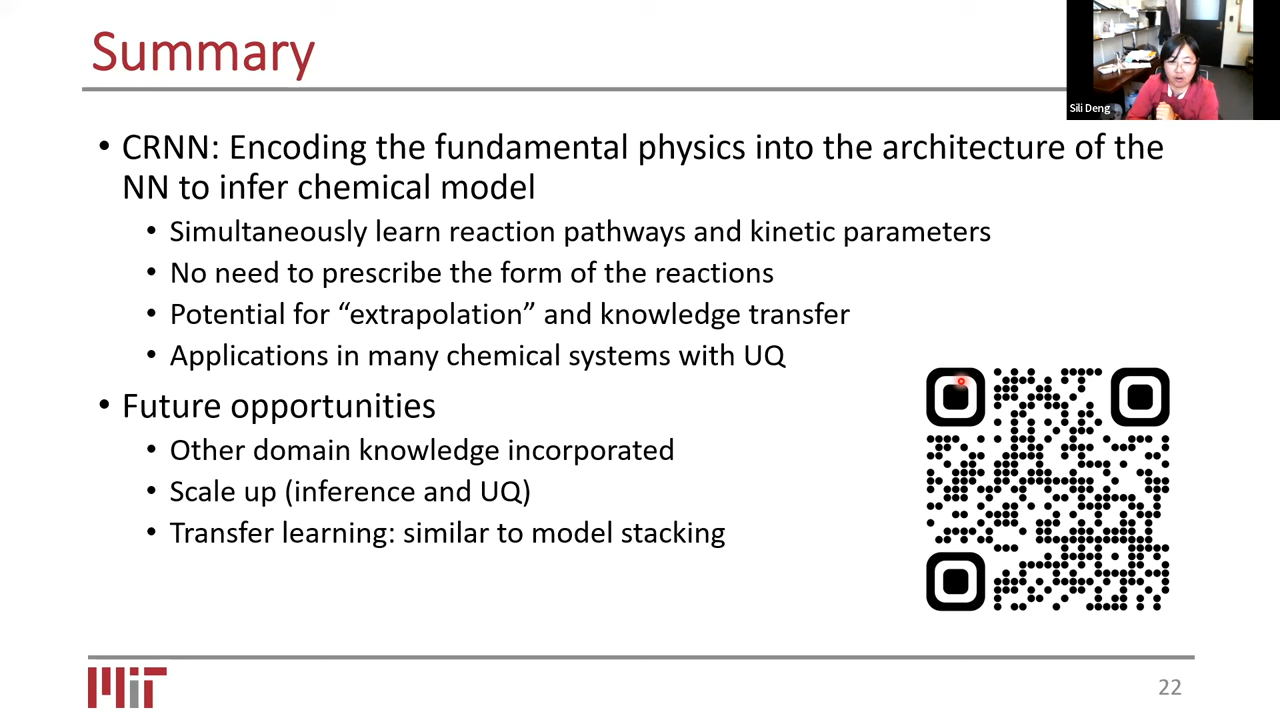 Summary
Sili Deng
• CRNN: Encoding the fundamental physics into the architecture of the
NN to infer chemical model
• Simultaneously learn reaction pathways and kinetic parameters
• No need to prescribe the form of the reactions
• Potential for “extrapolation” and knowledge transfer
• Applications in many chemical systems with UQ
• Future opportunities
• Other domain knowledge incorporated
• Scale up (inference and UQ)
• Transfer learning: similar to model stacking
MIT
22